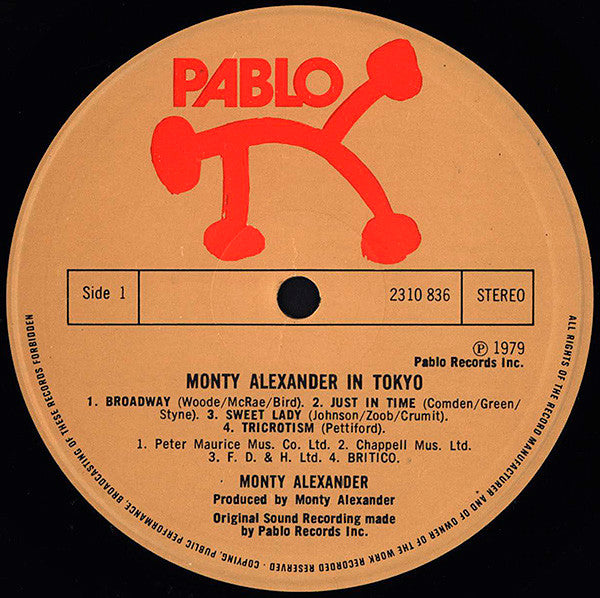 PABLO
Side 1
2310 836
STEREO
℗ 1979
Pablo Records Inc.
MONTY ALEXANDER IN TOKYO
1. BROADWAY (Woode/McRae/Bird). 2. JUST IN TIME (Comden/Green/
Styne). 3. SWEET LADY (Johnson/Zoob/Crumit).
4. TRICROTISM (Pettiford).
1. Peter Maurice Mus. Co. Ltd. 2. Chappell Mus. Ltd.
3. F. D. & H. Ltd. 4. BRITICO.
MONTY ALEXANDER
Produced by Monty Alexander
Original Sound Recording made
by Pablo Records Inc.
ALL RIGHTS OF THE RECORD MANUFACTURER AND OF OWNER OF THE WORK RECORDED RESERVED - COPYING, PUBLIC PERFORMANCE, BROADCASTING OF THESE RECORDS FORBIDDEN